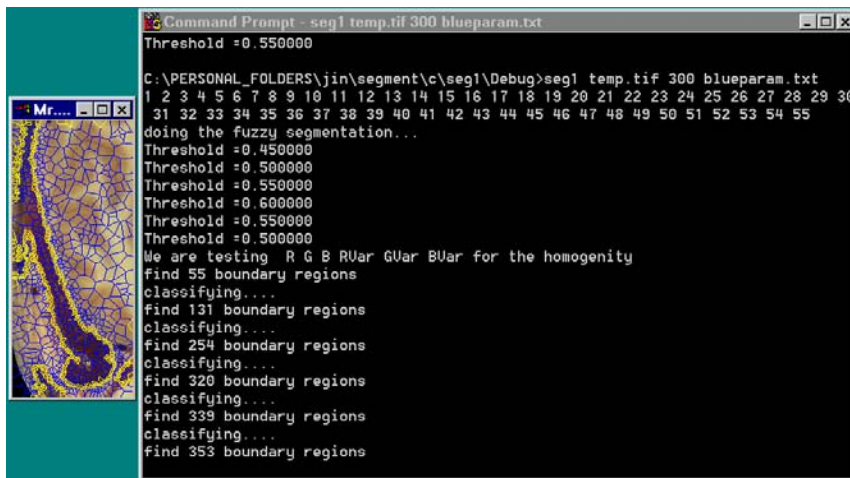 Command Prompt - seg1 temp.tif 300 blueparam.txt
Threshold =0.550000
C:\PERSONAL_FOLDERS\jin\segment\c\seg1\Debug>seg1 temp.tif 300 blueparam.txt
1 2 3 4 5 6 7 8 9 10 11 12 13 14 15 16 17 18 19 20 21 22 23 24 25 26 27 28 29 30
31 32 33 34 35 36 37 38 39 40 41 42 43 44 45 46 47 48 49 50 51 52 53 54 55
Mr....
doing the fuzzy segmentation...
Threshold =0.450000
Threshold =0.500000
Threshold =0.550000
Threshold =0.600000
Threshold =0.550000
Threshold =0.500000
We are testing  R G B RVar GVar BVar for the homogenity
find 55 boundary regions
classifying....
find 131 boundary regions
classifying....
find 254 boundary regions
classifying....
find 320 boundary regions
classifying....
find 339 boundary regions
classifying....
find 353 boundary regions